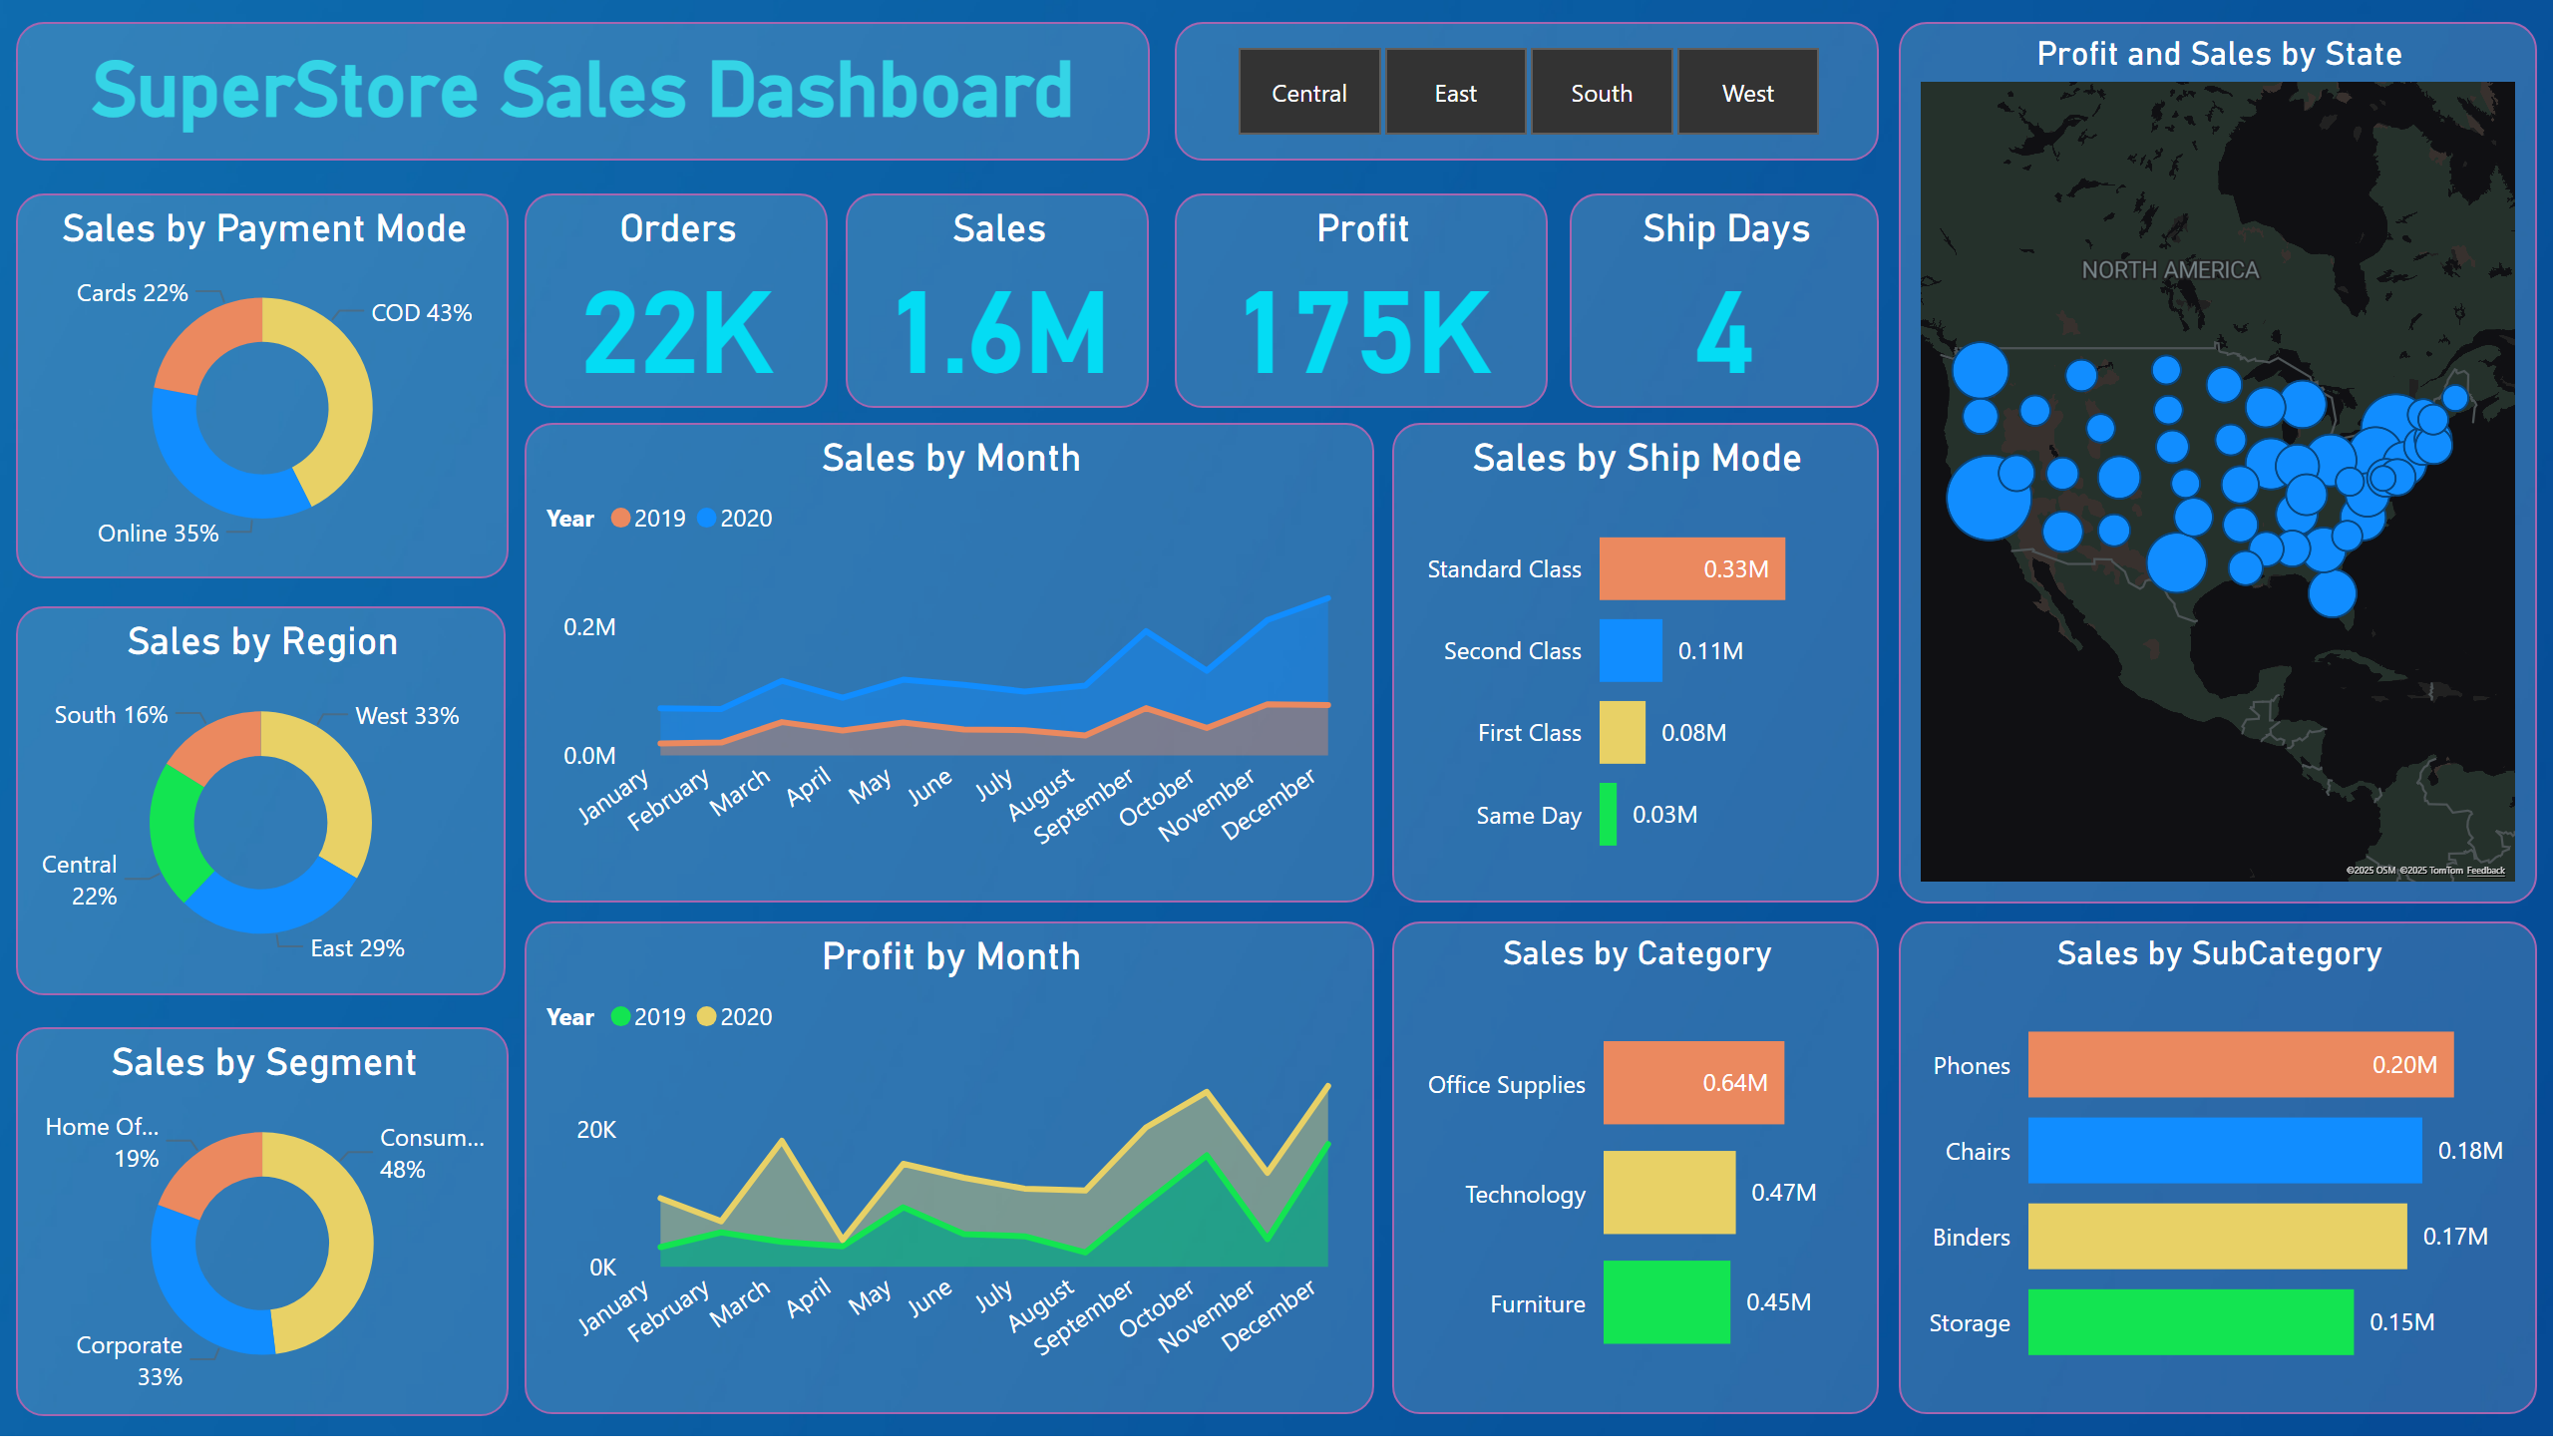 SuperStore Sales Dashboard
Central
East
South
West
Profit and Sales by State
NORTH AMERICA
©2025 OSM ©2025 TomTom Feedback
Sales by Payment Mode
Cards 22%
COD 43%
Online 35%
Orders
22K
Sales
1.6M
Profit
175K
Ship Days
4
Sales by Month
Year 2019 2020
0.2M
0.0M
January
February
March
April
May
June
July
August
September
October
November
December
Sales by Ship Mode
Standard Class 0.33M
Second Class 0.11M
First Class 0.08M
Same Day 0.03M
Sales by Region
South 16%
West 33%
Central
22%
East 29%
Profit by Month
Year 2019 2020
20K
0K
January
February
March
April
May
June
July
August
September
October
November
December
Sales by Category
Office Supplies 0.64M
Technology 0.47M
Furniture 0.45M
Sales by SubCategory
Phones 0.20M
Chairs 0.18M
Binders 0.17M
Storage 0.15M
Sales by Segment
Home Of...
19%
Consum...
48%
Corporate
33%